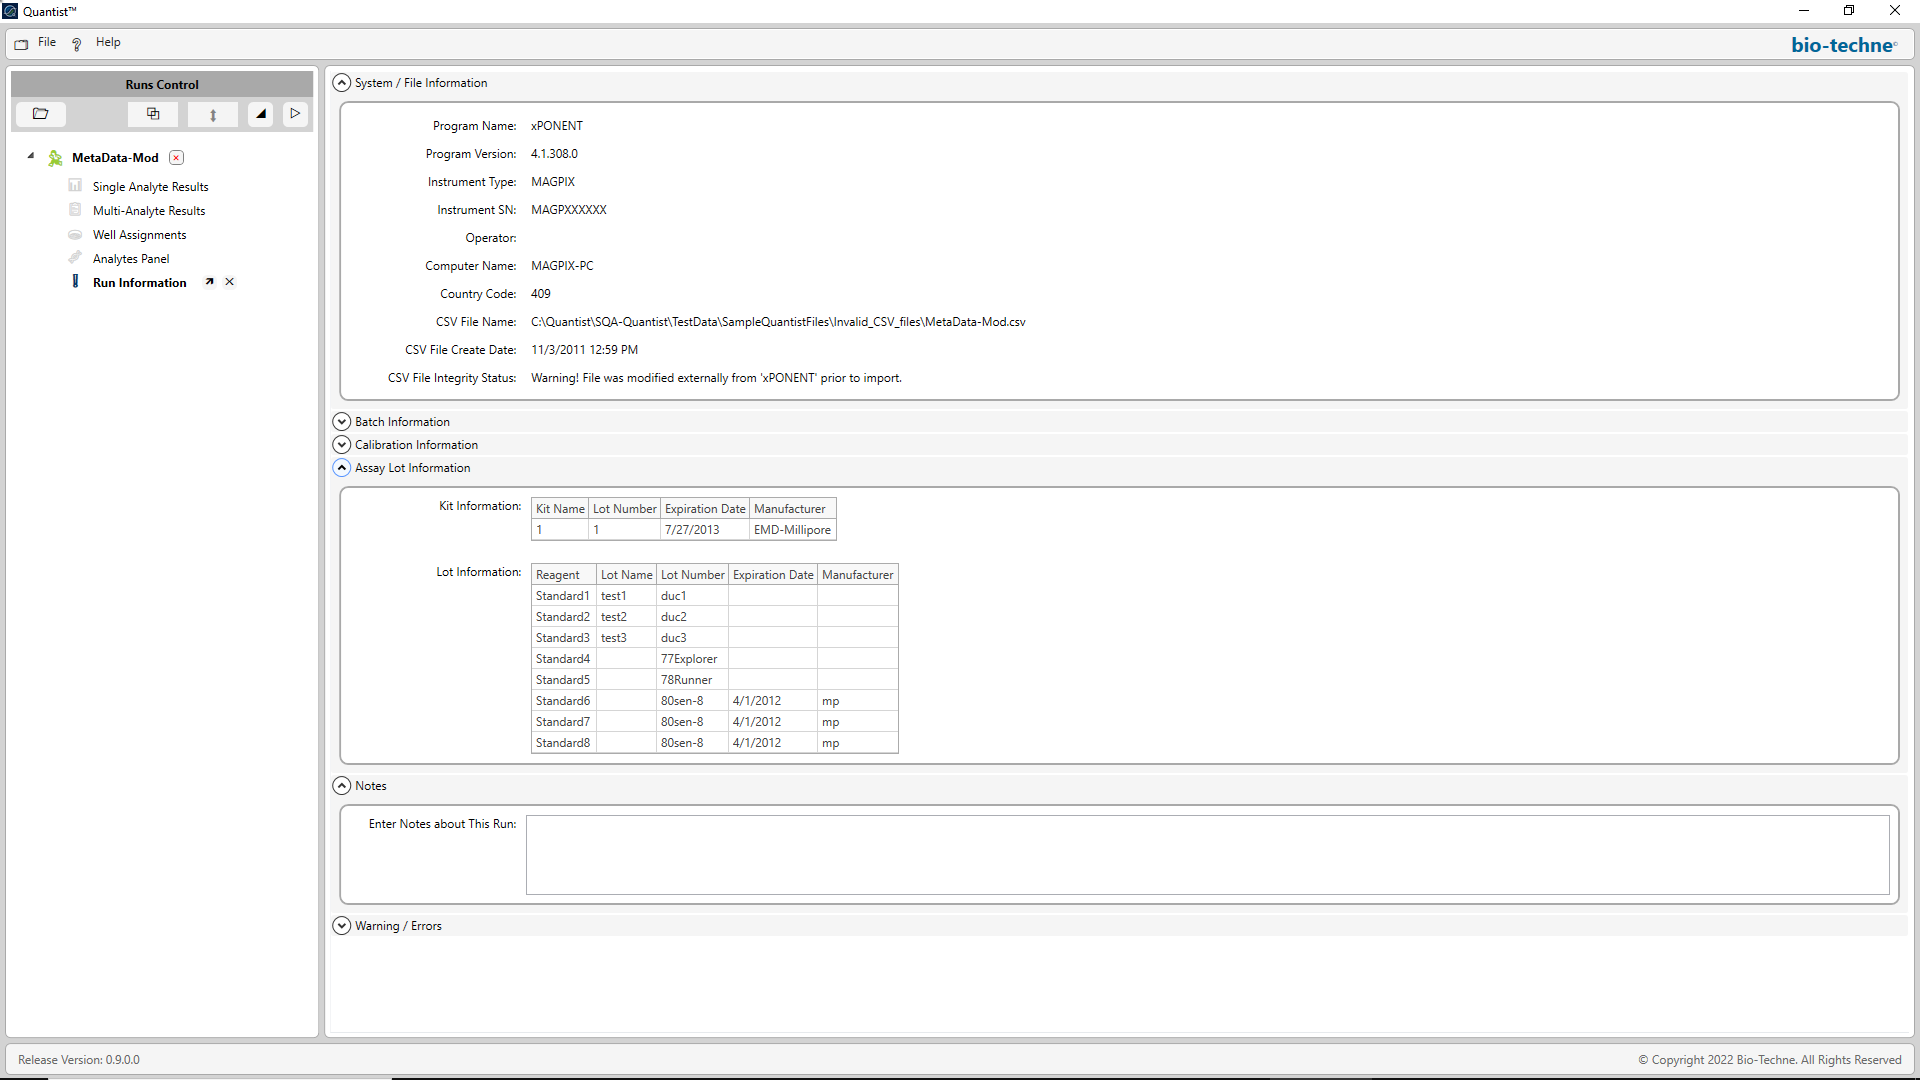 Quantist™
File
Help
bio-techne®
Runs Control
MetaData-Mod
Single Analyte Results
Multi-Analyte Results
Well Assignments
Analytes Panel
Run Information
System / File Information
Program Name: xPONENT
Program Version: 4.1.308.0
Instrument Type: MAGPIX
Instrument SN: MAGPXXXXXX
Operator:
Computer Name: MAGPIX-PC
Country Code: 409
CSV File Name: C:\Quantist\SQA-Quantist\TestData\SampleQuantistFiles\Invalid_CSV_files\MetaData-Mod.csv
CSV File Create Date: 11/3/2011 12:59 PM
CSV File Integrity Status: Warning! File was modified externally from 'xPONENT' prior to import.
Batch Information
Calibration Information
Assay Lot Information
Kit Information:
Kit Name Lot Number Expiration Date Manufacturer
1 1 7/27/2013 EMD-Millipore
Lot Information:
Reagent Lot Name Lot Number Expiration Date Manufacturer
Standard1 test1 duc1
Standard2 test2 duc2
Standard3 test3 duc3
Standard4 77Explorer
Standard5 78Runner
Standard6 80sen-8 4/1/2012 mp
Standard7 80sen-8 4/1/2012 mp
Standard8 80sen-8 4/1/2012 mp
Notes
Enter Notes about This Run:
Warning / Errors
Release Version: 0.9.0.0
© Copyright 2022 Bio-Techne. All Rights Reserved